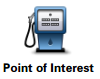 Point of Interest